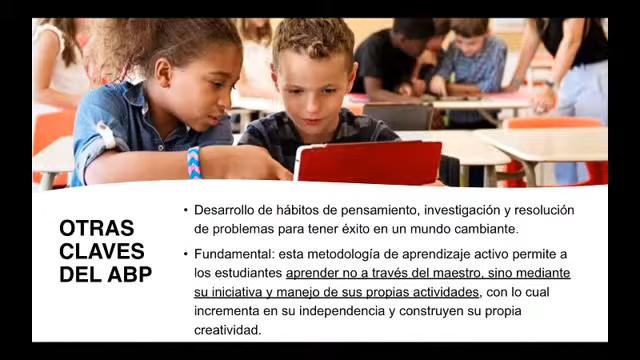 OTRAS
CLAVES
DEL ABP
• Desarrollo de hábitos de pensamiento, investigación y resolución
de problemas para tener éxito en un mundo cambiante.
• Fundamental: esta metodología de aprendizaje activo permite a
los estudiantes aprender no a través del maestro, sino mediante
su iniciativa y manejo de sus propias actividades, con lo cual
incrementa en su independencia y construyen su propia
creatividad.